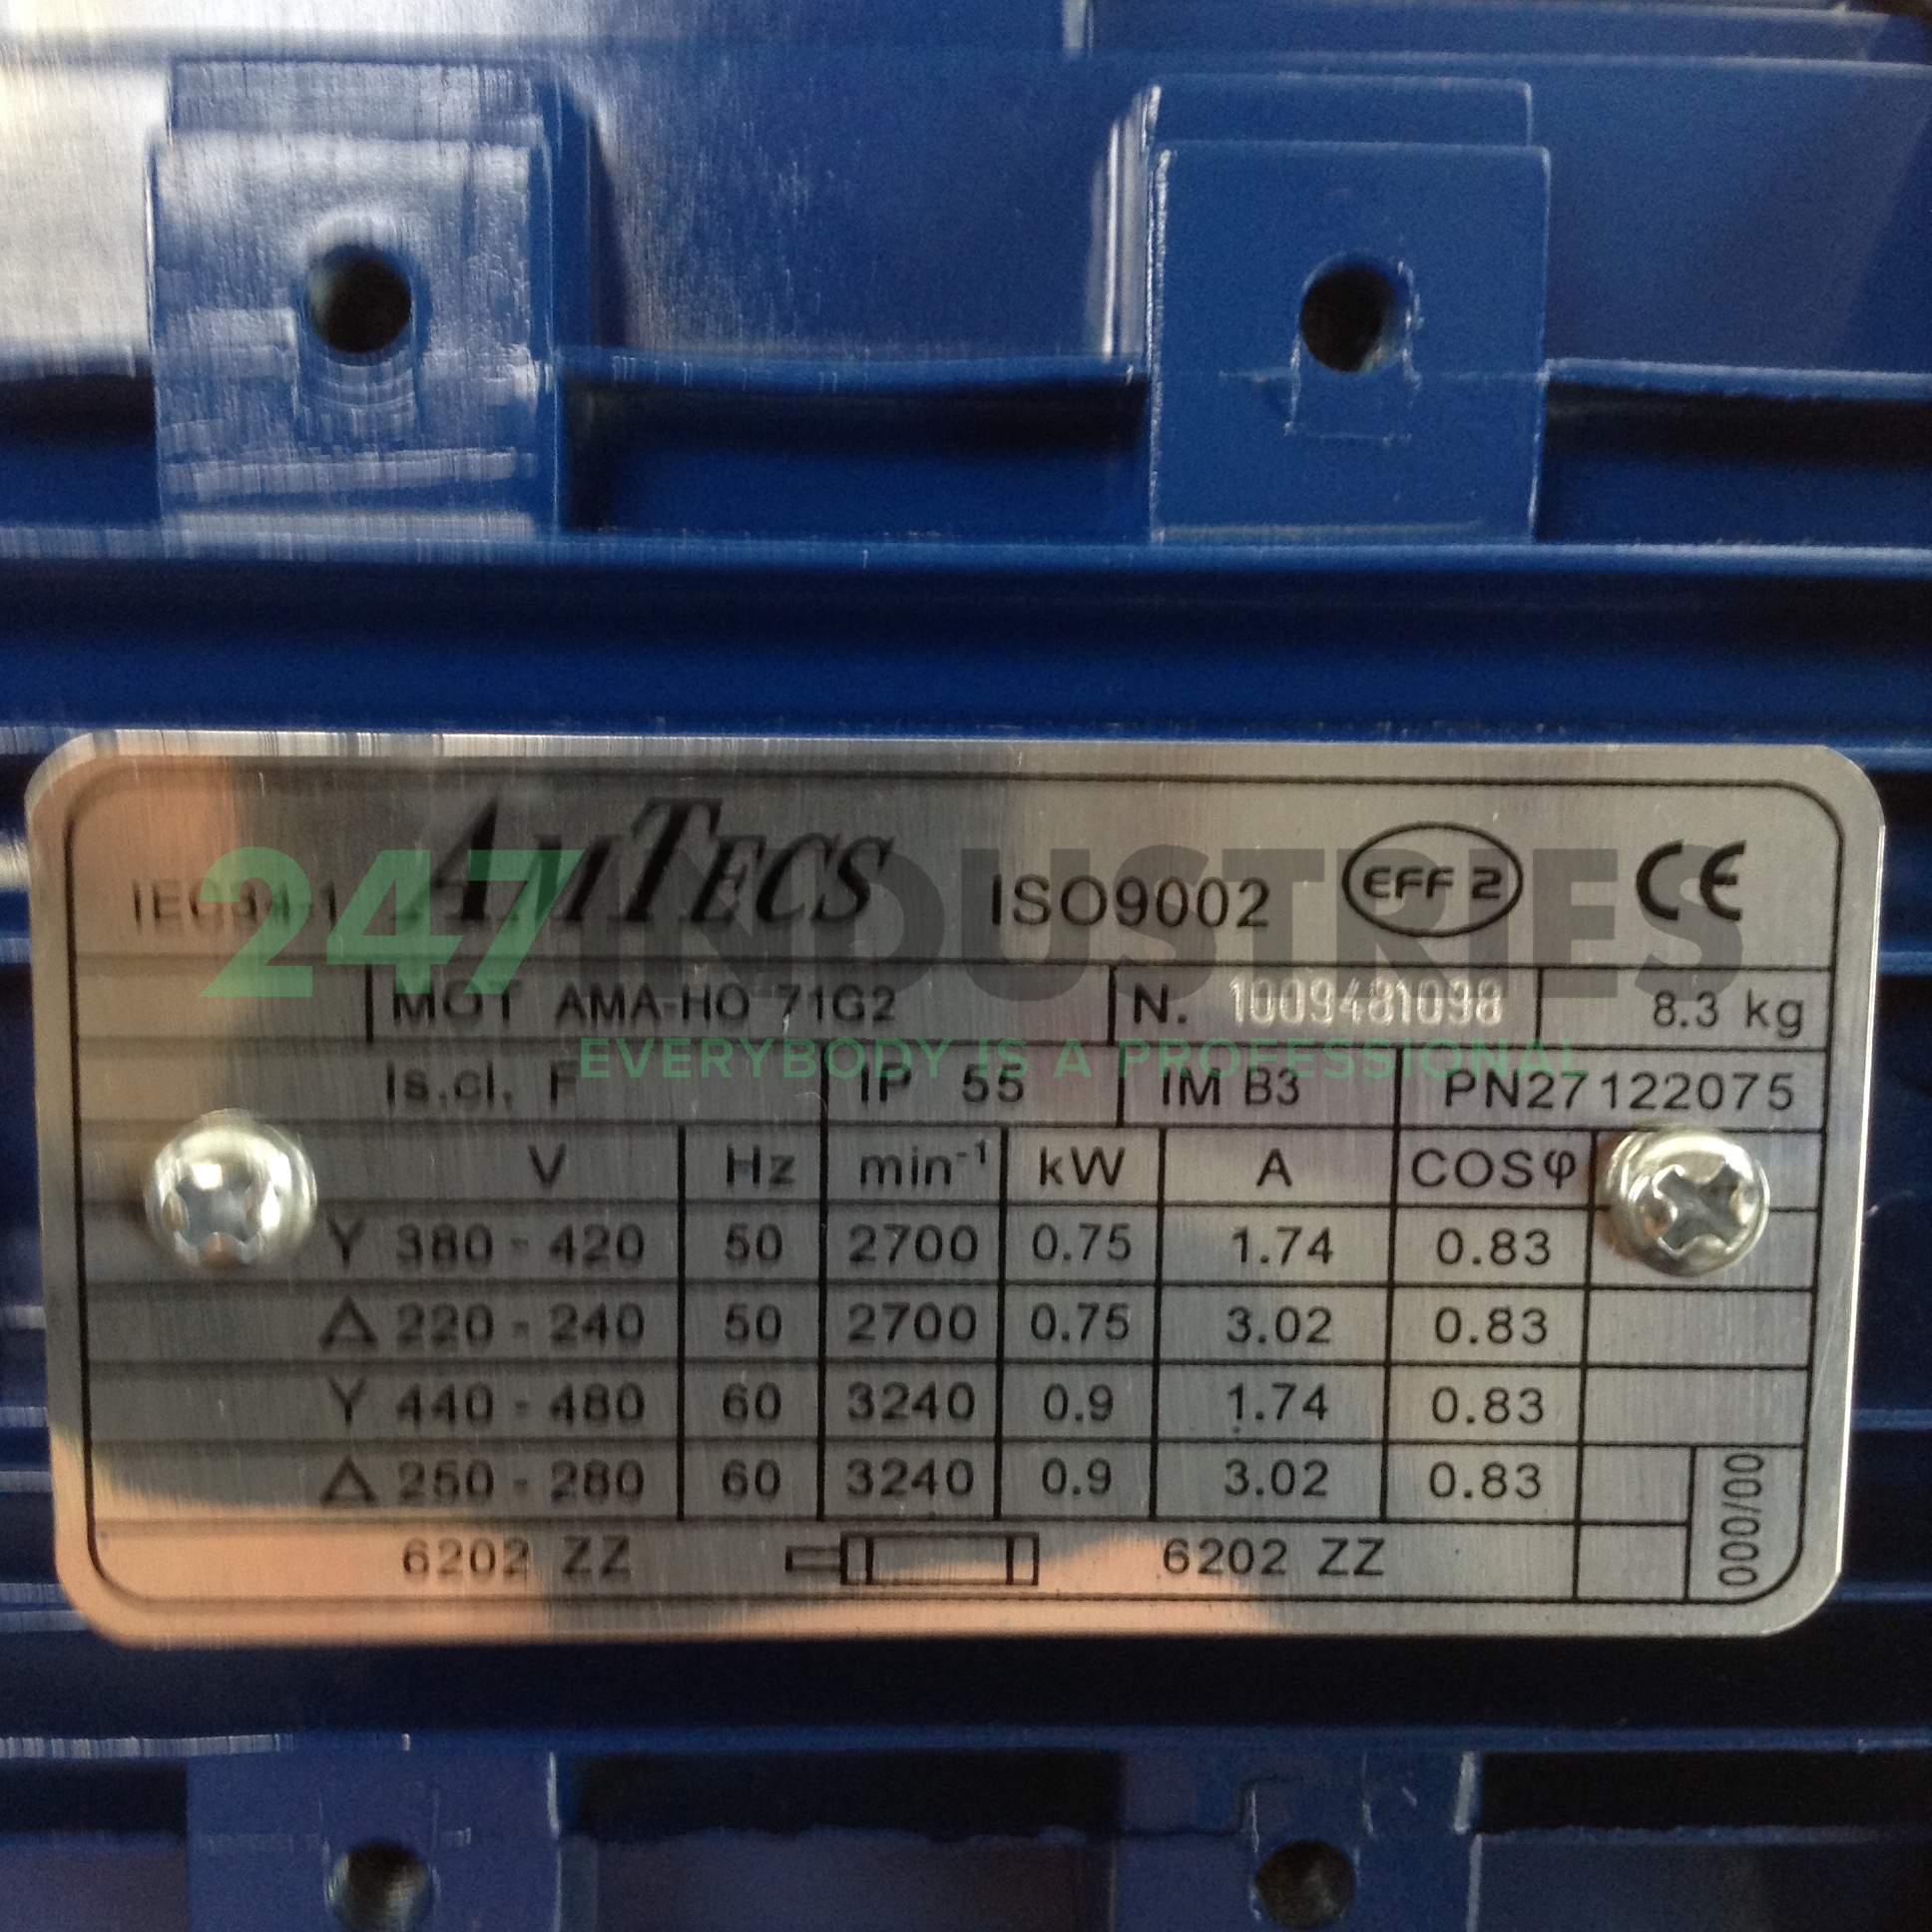 IEC34-1 AMTECS ISO9002 EFF 2 CE
247INDUSTRIES
MOT AMA-HO 71G2 N. 1009481098 8.3 kg
EVERYBODY IS A PROFESSIONAL
Is.cl. F IP 55 IM B3 PN27122075
V Hz min⁻¹ kW A COSφ
Y 380 - 420 50 2700 0.75 1.74 0.83
Δ 220 - 240 50 2700 0.75 3.02 0.83
Y 440 - 480 60 3240 0.9 1.74 0.83
Δ 250 - 280 60 3240 0.9 3.02 0.83
000/00
6202 ZZ 6202 ZZ